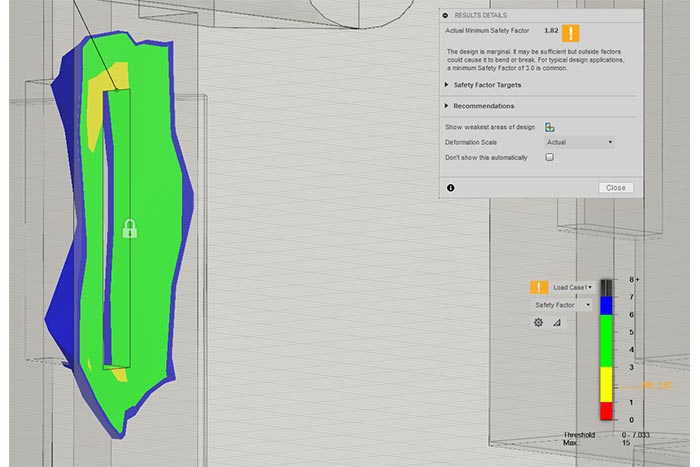 RESULTS DETAILS
Actual Minimum Safety Factor 1.82
The design is marginal. It may be sufficient but outside factors
could cause it to bend or break. For typical design applications,
a minimum Safety Factor of 3.0 is common.
Safety Factor Targets
Recommendations
Show weakest areas of design
Deformation Scale Actual
Don't show this automatically
Close
Load Case1
Safety Factor
8+
7
6
5
4
3
2
1
0
Threshold 0 - 7.033
Max.: 15